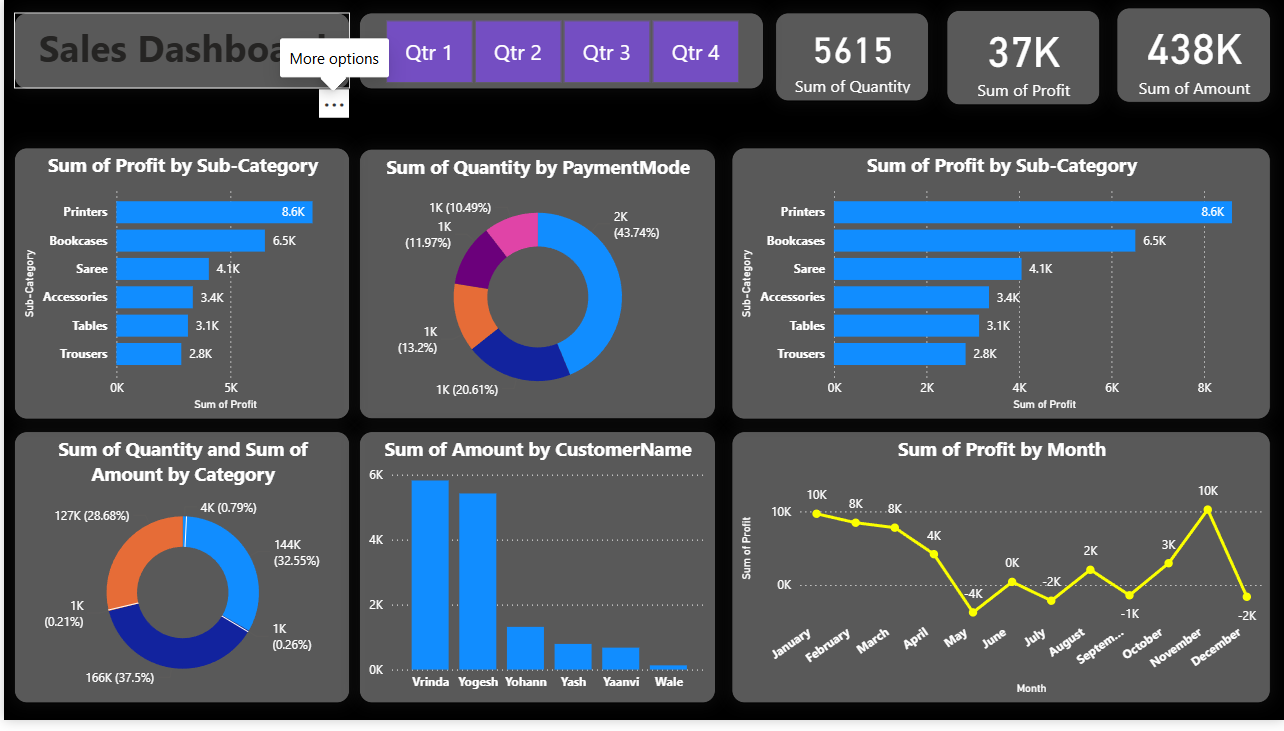 Sales Dashboa
More options
...
Qtr 1
Qtr 2
Qtr 3
Qtr 4
5615
Sum of Quantity
37K
Sum of Profit
438K
Sum of Amount
Sum of Profit by Sub-Category
Sub-Category
Printers
8.6K
Bookcases
6.5K
Saree
4.1K
Accessories
3.4K
Tables
3.1K
Trousers
2.8K
0K
5K
Sum of Profit
Sum of Quantity by PaymentMode
1K (10.49%)
2K
(43.74%)
1K
(11.97%)
1K
(13.2%)
1K (20.61%)
Sum of Profit by Sub-Category
Sub-Category
Printers
8.6K
Bookcases
6.5K
Saree
4.1K
Accessories
3.4K
Tables
3.1K
Trousers
2.8K
0K
2K
4K
6K
8K
Sum of Profit
Sum of Quantity and Sum of
Amount by Category
127K (28.68%)
4K (0.79%)
144K
(32.55%)
1K
(0.21%)
1K
(0.26%)
166K (37.5%)
Sum of Amount by CustomerName
6K
4K
2K
0K
Vrinda
Yogesh
Yohann
Yash
Yaanvi
Wale
Sum of Profit by Month
Sum of Profit
10K
0K
10K
8K
8K
4K
-4K
0K
-2K
2K
-1K
3K
10K
-2K
January
February
March
April
May
June
July
August
Septem...
October
November
December
Month